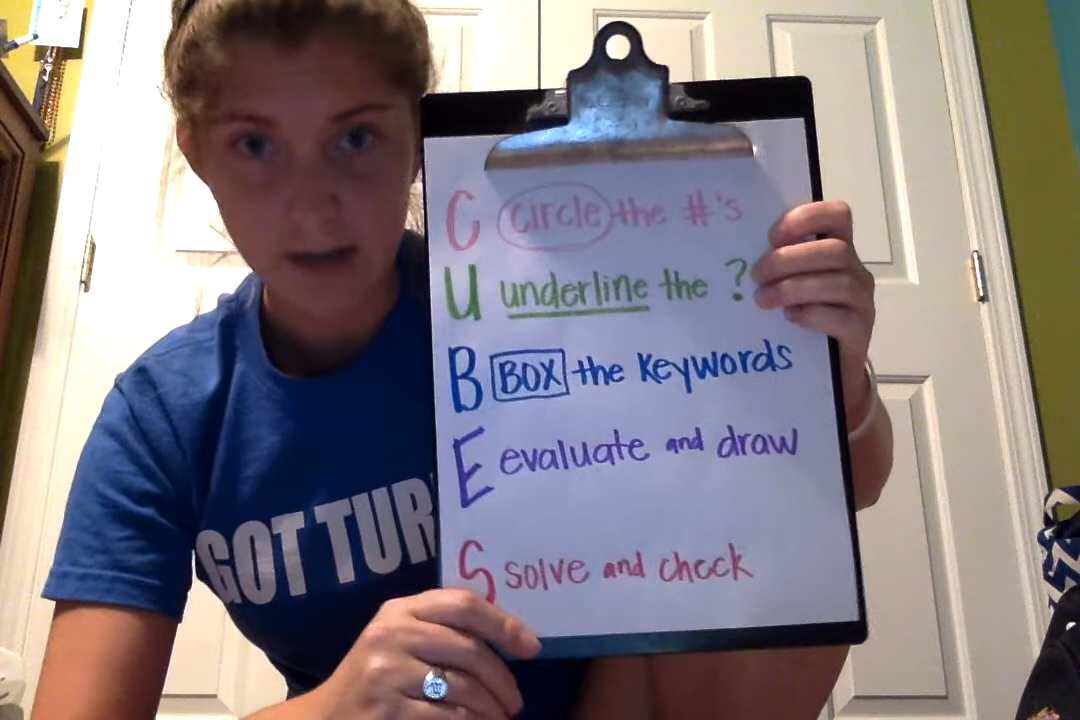 C Circle the #'s
U underline the ?
B BOX the Keywords
E evaluate and draw
S solve and check
GOT TUR